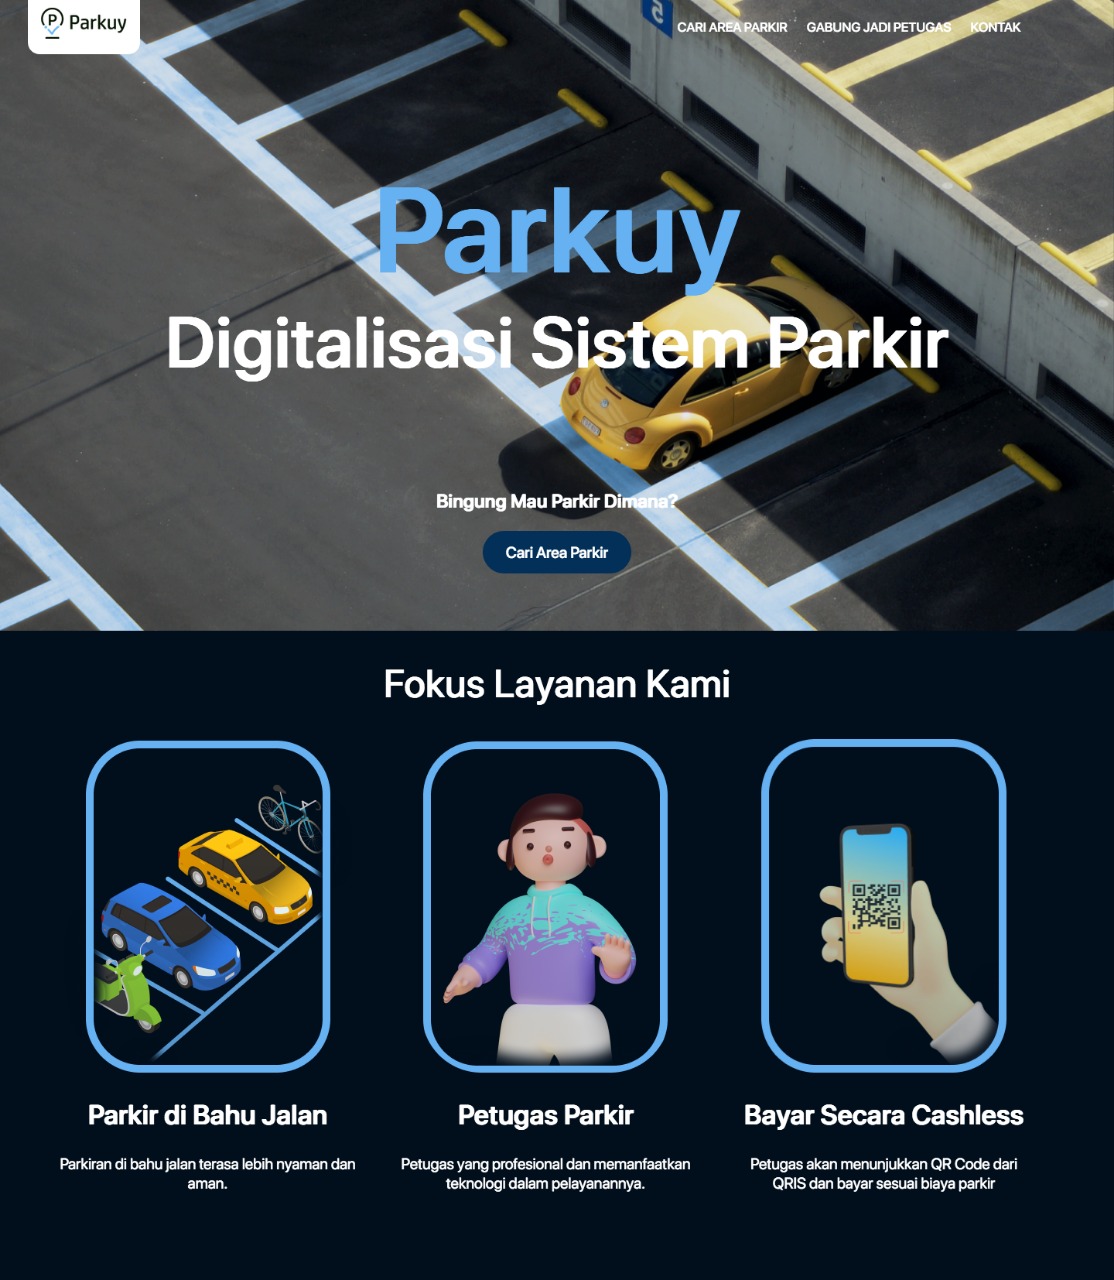 Parkuy
CARI AREA PARKIR GABUNG JADI PETUGAS KONTAK
Parkuy
Digitalisasi Sistem Parkir
Bingung Mau Parkir Dimana?
Cari Area Parkir
Fokus Layanan Kami
Parkir di Bahu Jalan
Parkiran di bahu jalan terasa lebih nyaman dan
aman.
Petugas Parkir
Petugas yang profesional dan memanfaatkan
teknologi dalam pelayanannya.
Bayar Secara Cashless
Petugas akan menunjukkan QR Code dari
QRIS dan bayar sesuai biaya parkir